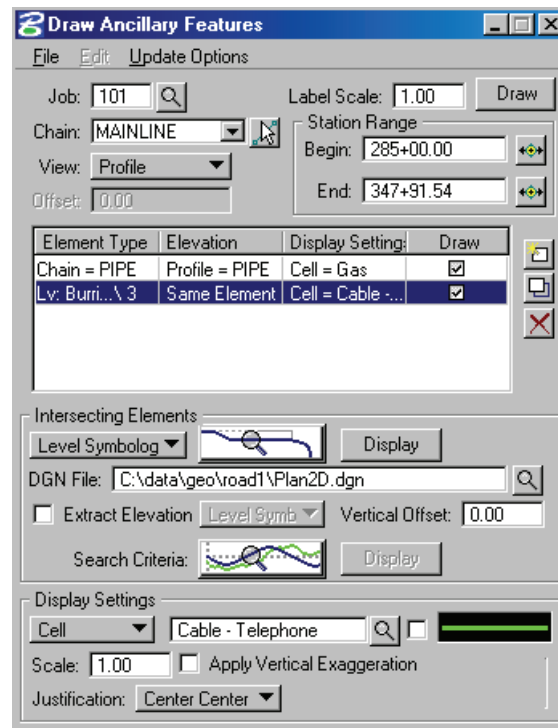 Draw Ancillary Features
File Edit Update Options
Job: 101 Label Scale: 1.00 Draw
Chain: MAINLINE
Station Range
Begin: 285+00.00
View: Profile
End: 347+91.54
Offset: 0.00
Element Type Elevation Display Setting: Draw
Chain = PIPE Profile = PIPE Cell = Gas
Lv: Burri...\ 3 Same Element Cell = Cable -...
Intersecting Elements
Level Symbolog Display
DGN File: C:\data\geo\road1\Plan2D.dgn
Extract Elevation Level Symb Vertical Offset: 0.00
Search Criteria: Display
Display Settings
Cell Cable - Telephone
Scale: 1.00 Apply Vertical Exaggeration
Justification: Center Center